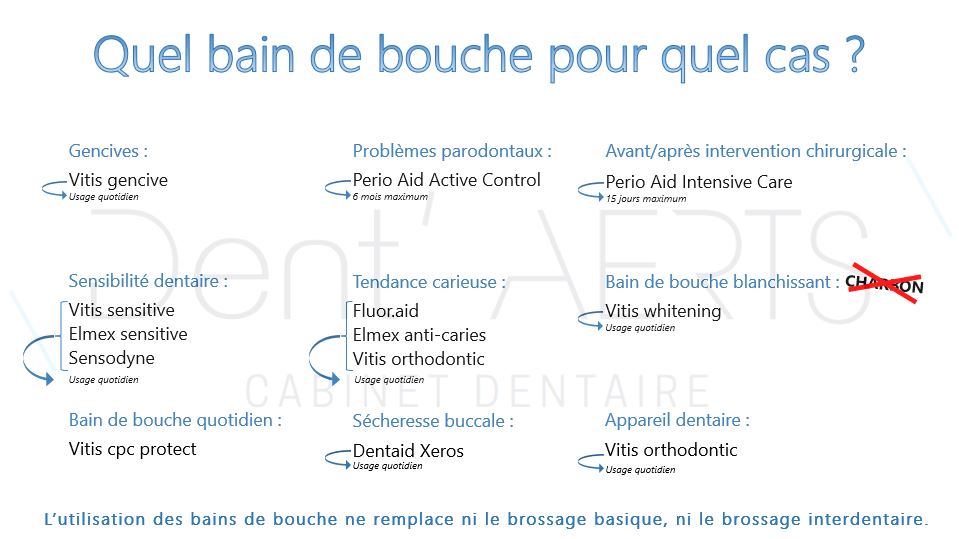 Quel bain de bouche pour quel cas ?
Gencives :
Vitis gencive
Usage quotidien
Problèmes parodontaux :
Perio Aid Active Control
6 mois maximum
Avant/après intervention chirurgicale :
Perio Aid Intensive Care
15 jours maximum
Dent'AERTS
Sensibilité dentaire :
Vitis sensitive
Elmex sensitive
Sensodyne
Usage quotidien
Tendance carieuse :
Fluor.aid
Elmex anti-caries
Vitis orthodontic
Usage quotidien
Bain de bouche blanchissant : CHARBON
Vitis whitening
Usage quotidien
CABINET DENTAIRE
Bain de bouche quotidien :
Vitis cpc protect
Sécheresse buccale :
Dentaid Xeros
Usage quotidien
Appareil dentaire :
Vitis orthodontic
Usage quotidien
L'utilisation des bains de bouche ne remplace ni le brossage basique, ni le brossage interdentaire.